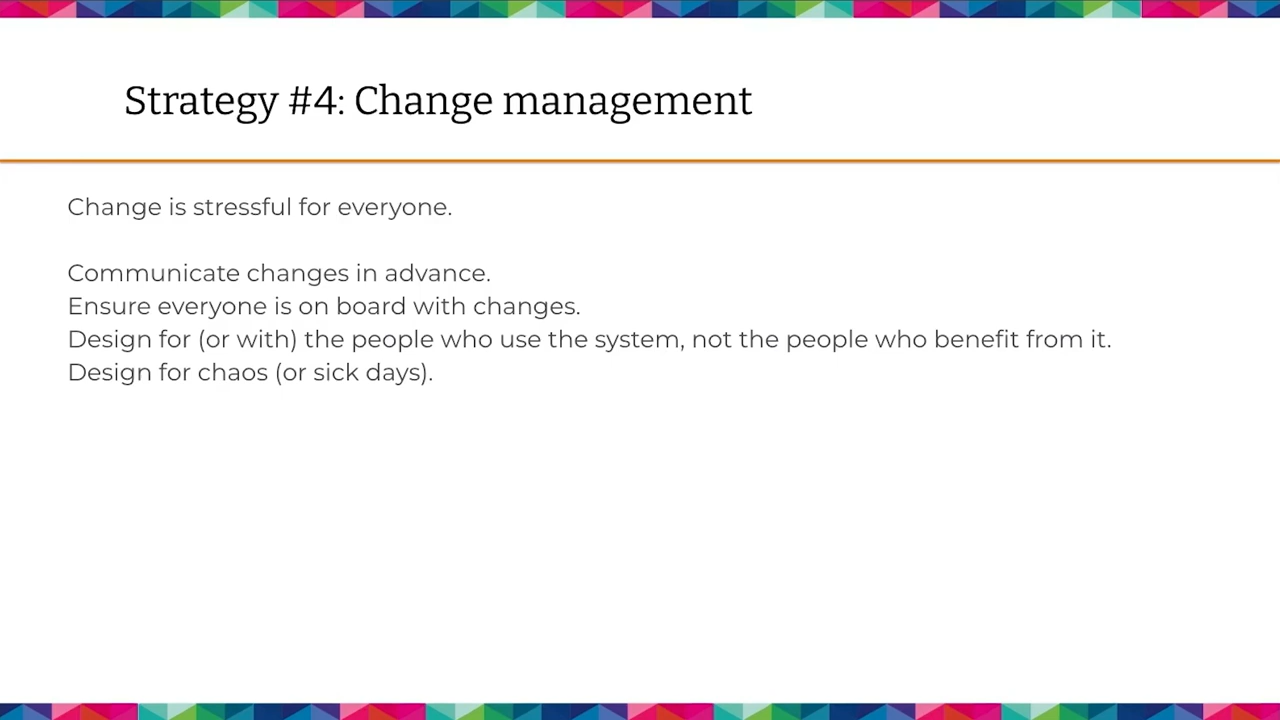 Strategy #4: Change management
Change is stressful for everyone.
Communicate changes in advance.
Ensure everyone is on board with changes.
Design for (or with) the people who use the system, not the people who benefit from it.
Design for chaos (or sick days).